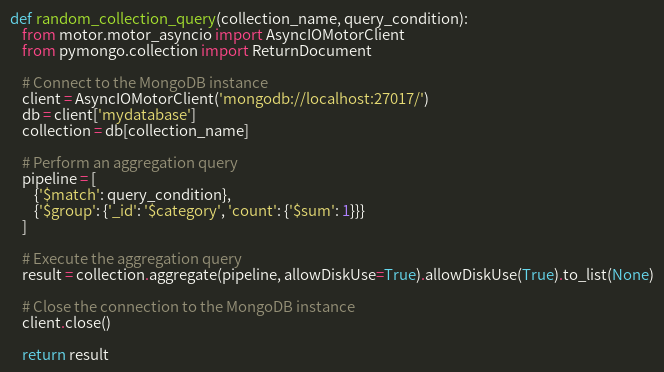 def random_collection_query(collection_name, query_condition):
    from motor.motor_asyncio import AsyncIOMotorClient
    from pymongo.collection import ReturnDocument

    # Connect to the MongoDB instance
    client = AsyncIOMotorClient('mongodb://localhost:27017/')
    db = client['mydatabase']
    collection = db[collection_name]

    # Perform an aggregation query
    pipeline = [
        {'$match': query_condition},
        {'$group': {'_id': '$category', 'count': {'$sum': 1}}}
    ]

    # Execute the aggregation query
    result = collection.aggregate(pipeline, allowDiskUse=True).allowDiskUse(True).to_list(None)

    # Close the connection to the MongoDB instance
    client.close()

    return result